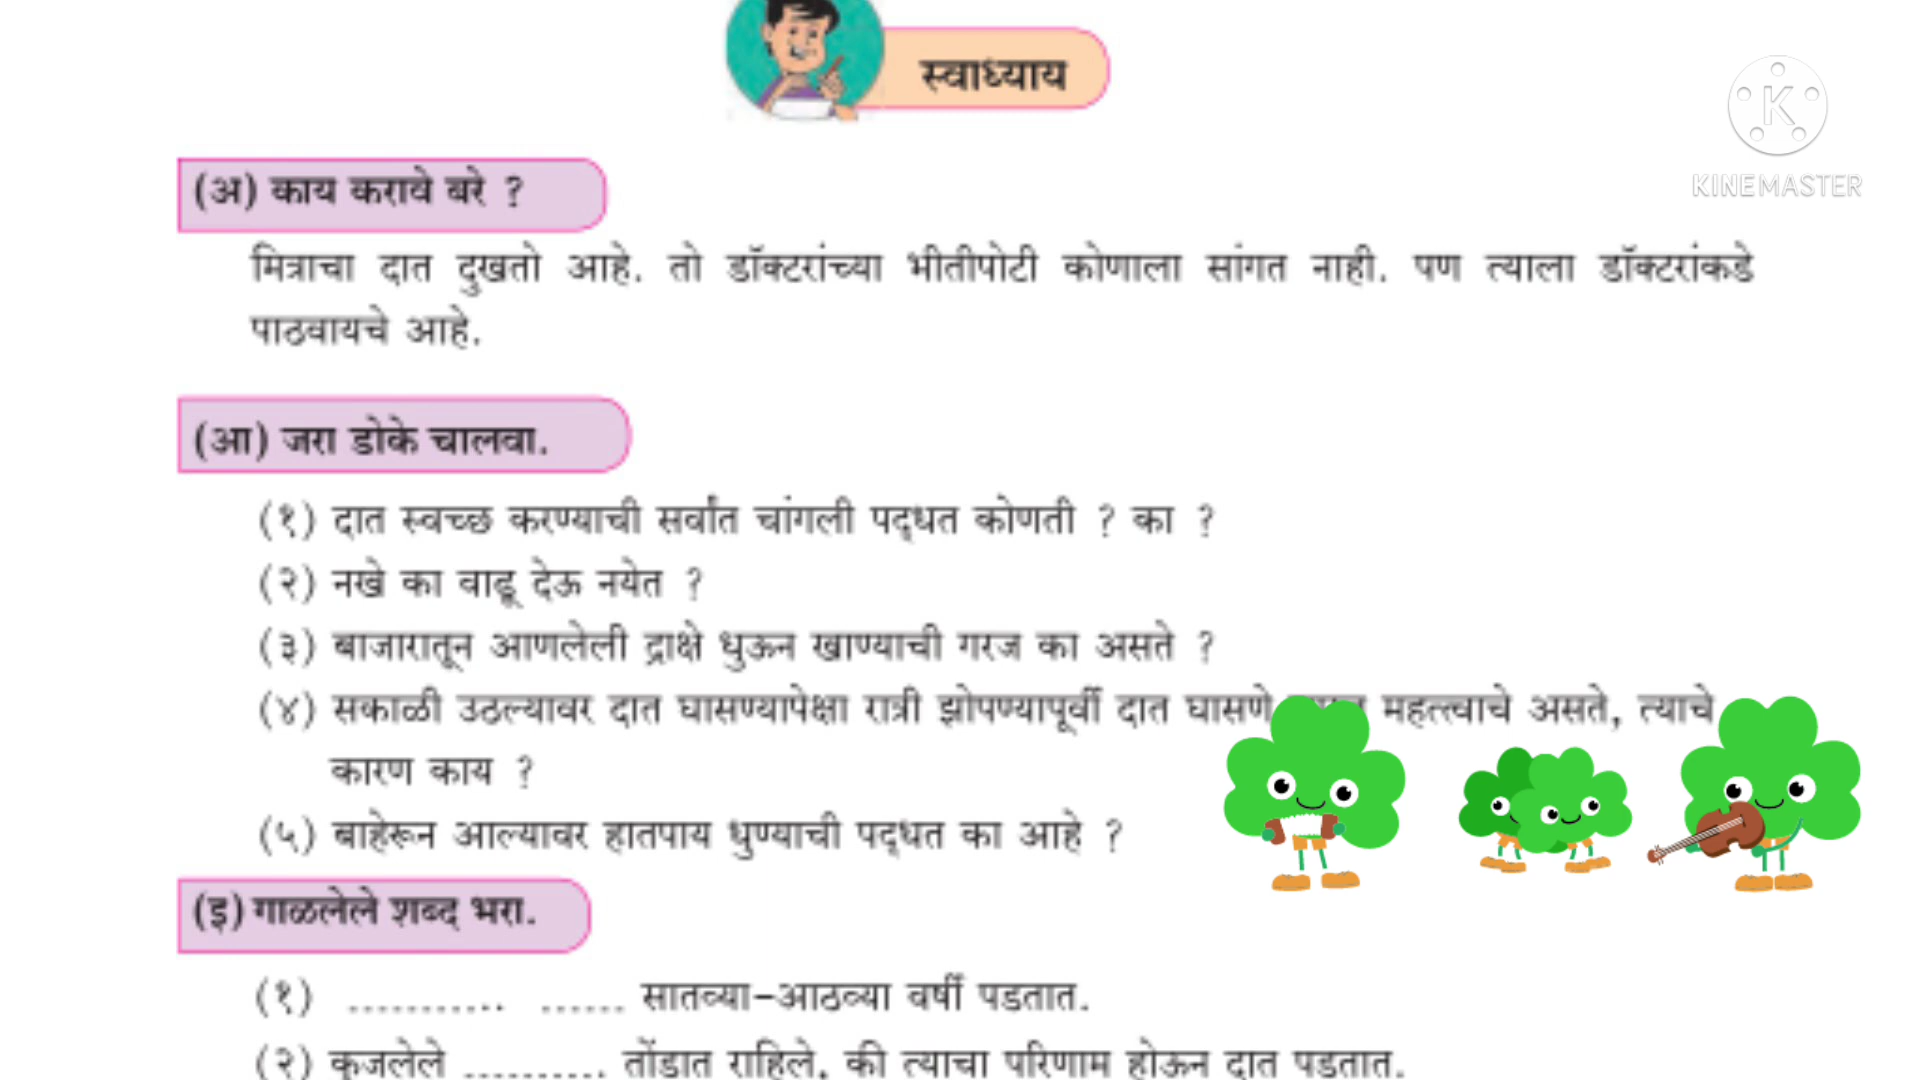 स्वाध्याय
KINEMASTER
(अ) काय करावे बरे ?
मित्राचा दात दुखतो आहे. तो डॉक्टरांच्या भीतीपोटी कोणाला सांगत नाही. पण त्याला डॉक्टरांकडे
पाठवायचे आहे.
(आ) जरा डोके चालवा.
(१) दात स्वच्छ करण्याची सर्वांत चांगली पद्धत कोणती ? का ?
(२) नखे का वाढू देऊ नयेत ?
(३) बाजारातून आणलेली द्राक्षे धुऊन खाण्याची गरज का असते ?
(४) सकाळी उठल्यावर दात घासण्यापेक्षा रात्री झोपण्यापूर्वी दात घासणे महत्त्वाचे असते, त्याचे
कारण काय ?
(५) बाहेरून आल्यावर हातपाय धुण्याची पद्धत का आहे ?
(इ) गाळलेले शब्द भरा.
(१) ........... ...... सातव्या-आठव्या वर्षी पडतात.
(२) कुजलेले .......... तोंडात राहिले, की त्याचा परिणाम होऊन दात पडतात.